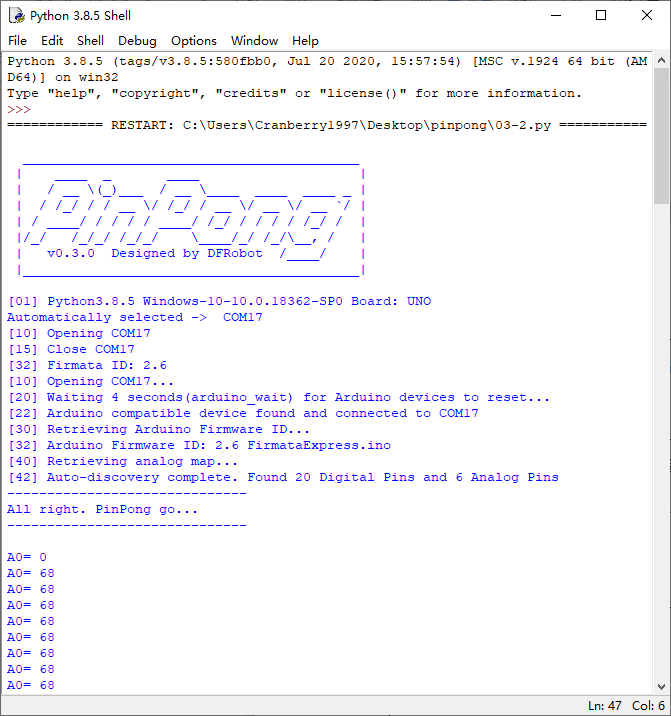 Python 3.8.5 Shell
File Edit Shell Debug Options Window Help
Python 3.8.5 (tags/v3.8.5:580fbb0, Jul 20 2020, 15:57:54) [MSC v.1924 64 bit (AM
D64)] on win32
Type "help", "copyright", "credits" or "license()" for more information.
>>>
============ RESTART: C:\Users\Cranberry1997\Desktop\pinpong\03-2.py ===========
PinPong
v0.3.0 Designed by DFRobot
[01] Python3.8.5 Windows-10-10.0.18362-SP0 Board: UNO
Automatically selected -> COM17
[10] Opening COM17
[15] Close COM17
[32] Firmata ID: 2.6
[10] Opening COM17...
[20] Waiting 4 seconds(arduino_wait) for Arduino devices to reset...
[22] Arduino compatible device found and connected to COM17
[30] Retrieving Arduino Firmware ID...
[32] Arduino Firmware ID: 2.6 FirmataExpress.ino
[40] Retrieving analog map...
[42] Auto-discovery complete. Found 20 Digital Pins and 6 Analog Pins
------------------------------
All right. PinPong go...
------------------------------
A0= 0
A0= 68
A0= 68
A0= 68
A0= 68
A0= 68
A0= 68
A0= 68
A0= 68
Ln: 47 Col: 6